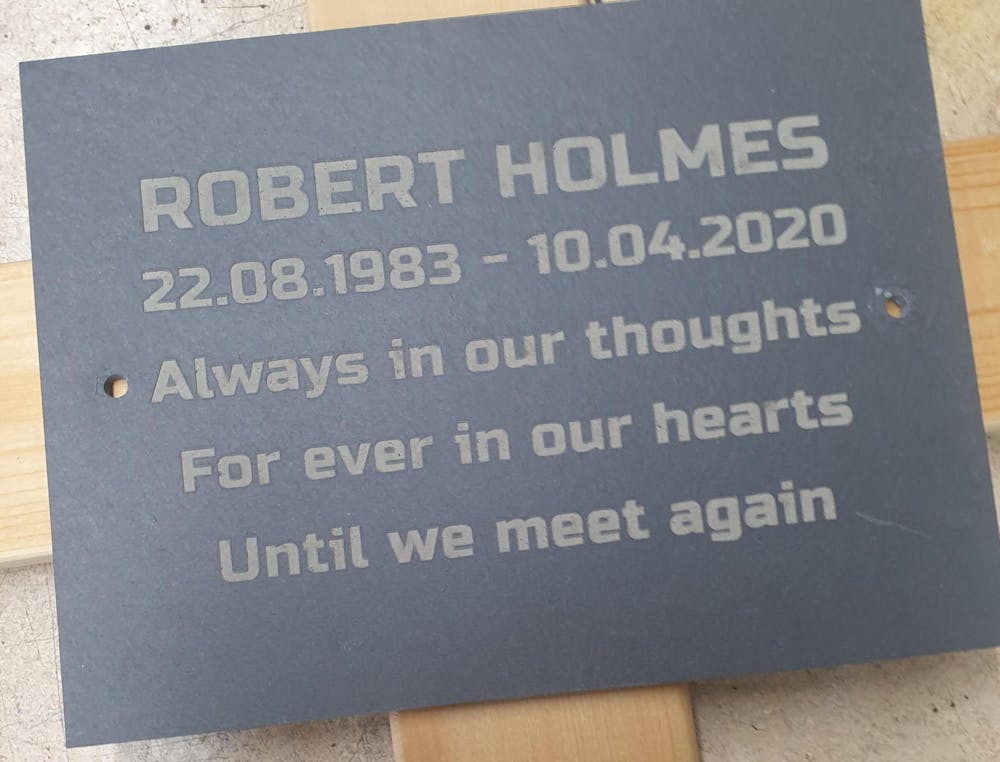 ROBERT HOLMES
22.08.1983 - 10.04.2020
Always in our thoughts
For ever in our hearts
Until we meet again